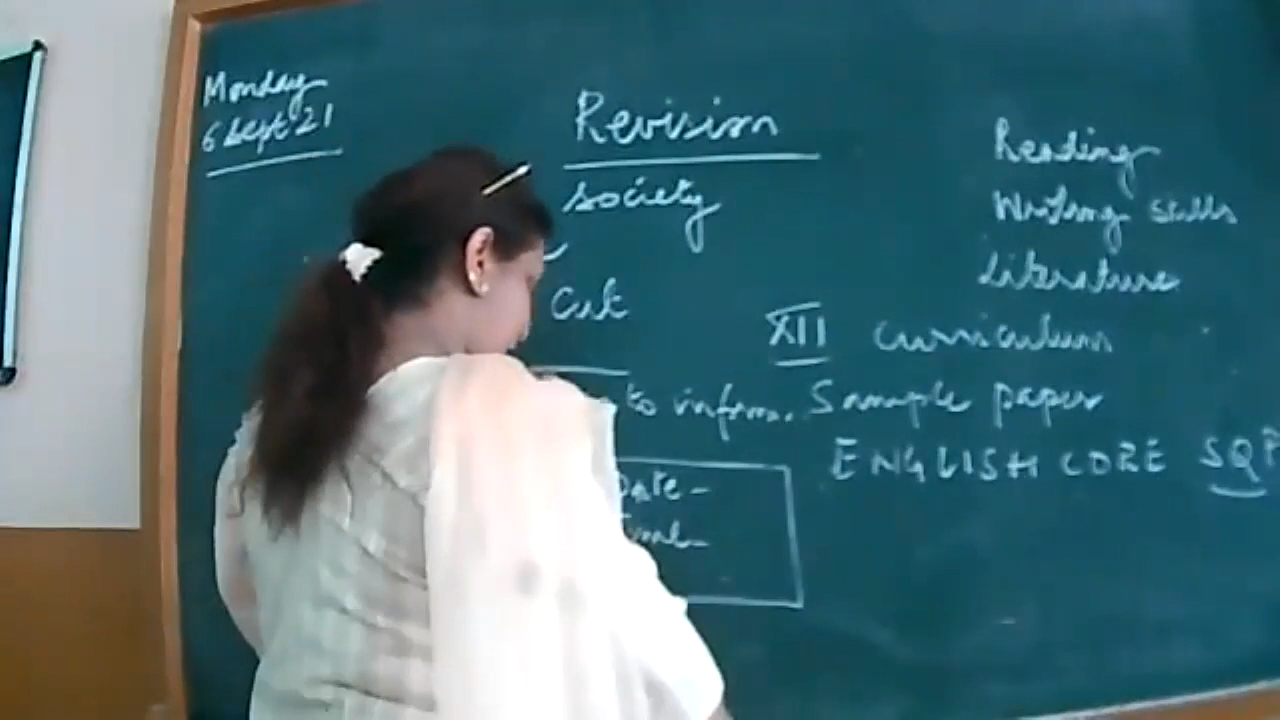 Monday
6 Sept 21
Revision
society
Cut
to inform.
Date-
Reading
Writing Skills
Literature
XII curriculum
Sample paper
ENGLISH CORE SQP